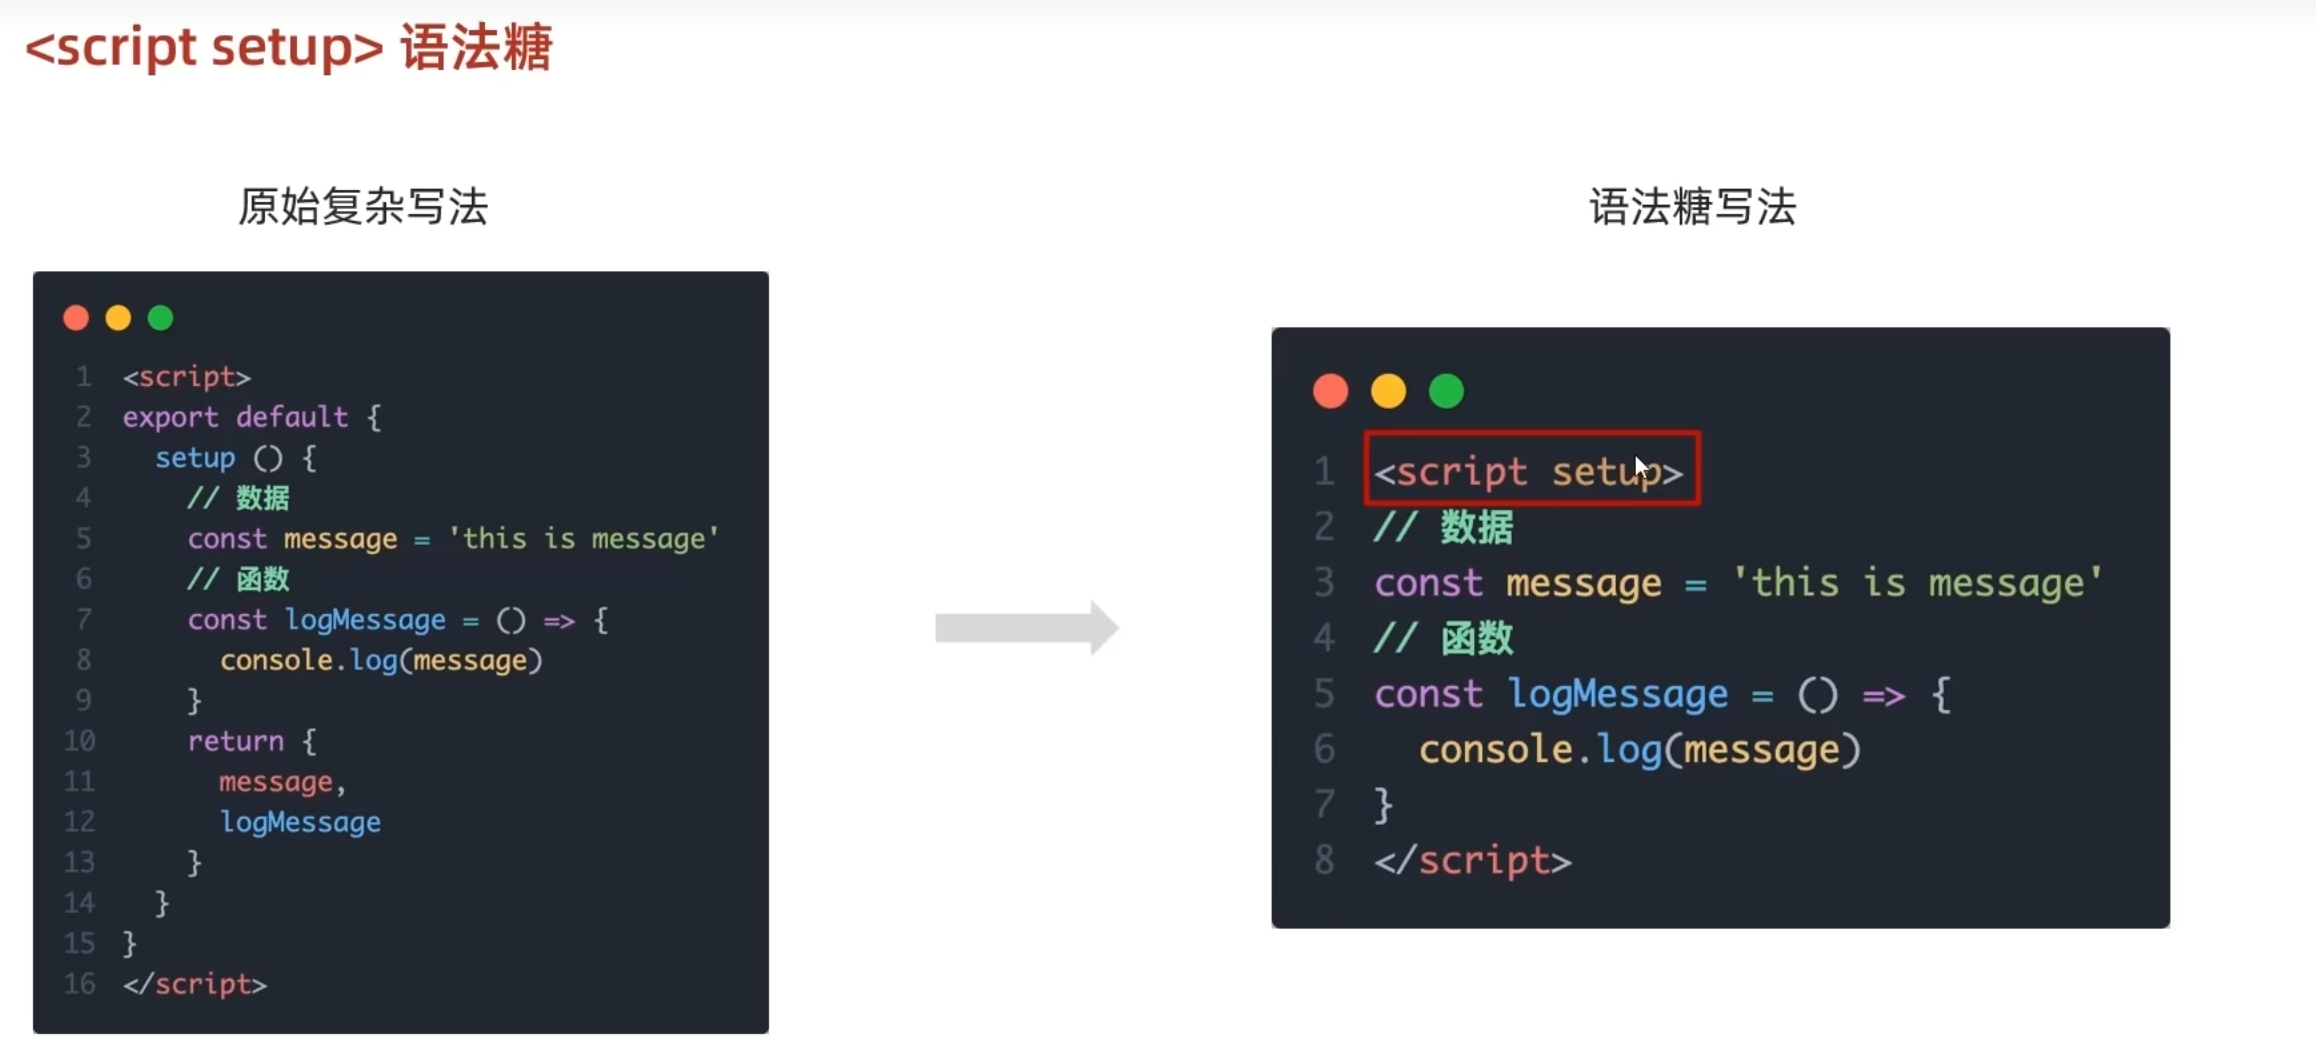 <script setup> 语法糖
原始复杂写法
1 <script>
2 export default {
3   setup () {
4     // 数据
5     const message = 'this is message'
6     // 函数
7     const logMessage = () => {
8       console.log(message)
9     }
10     return {
11       message,
12       logMessage
13     }
14   }
15 }
16 </script>
语法糖写法
1 <script setup>
2 // 数据
3 const message = 'this is message'
4 // 函数
5 const logMessage = () => {
6   console.log(message)
7 }
8 </script>